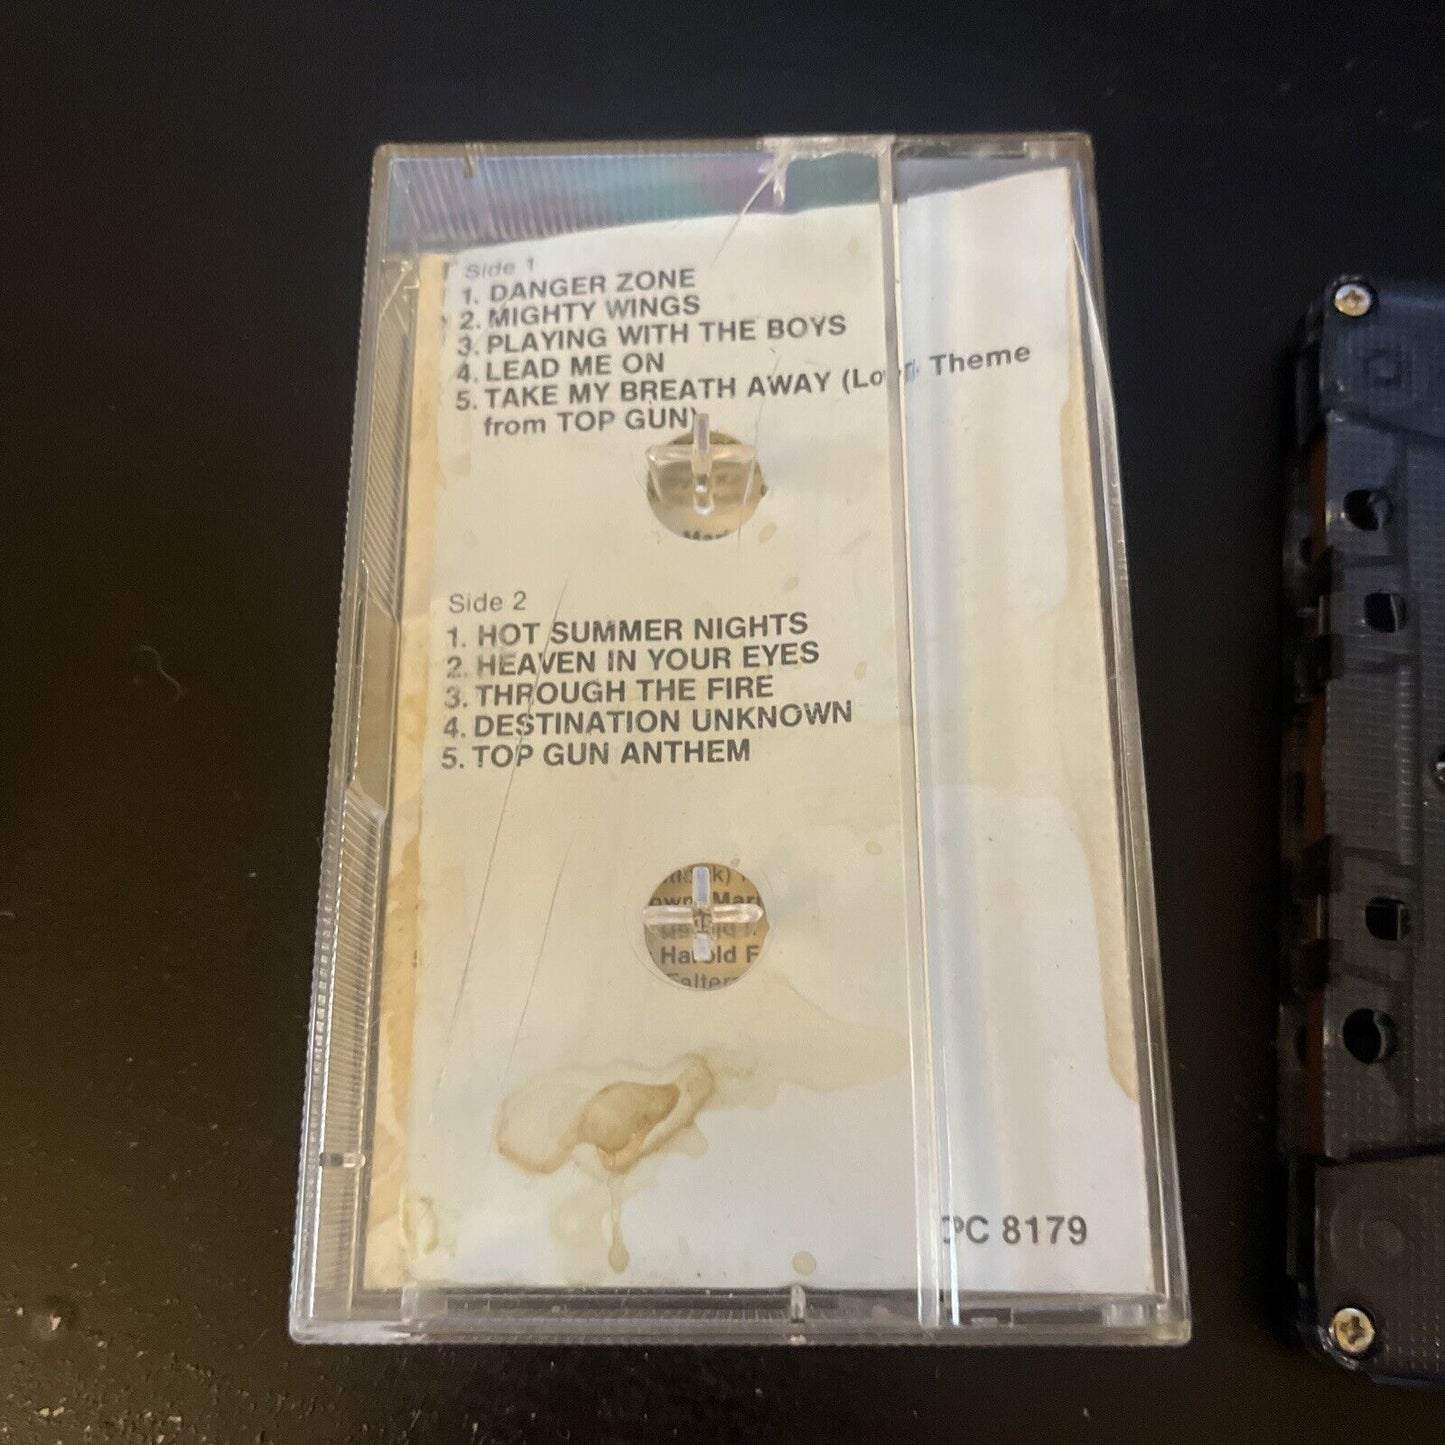 Side 1
1. DANGER ZONE
2. MIGHTY WINGS
3. PLAYING WITH THE BOYS
4. LEAD ME ON
5. TAKE MY BREATH AWAY (Love Theme
from TOP GUN)
Side 2
1. HOT SUMMER NIGHTS
2. HEAVEN IN YOUR EYES
3. THROUGH THE FIRE
4. DESTINATION UNKNOWN
5. TOP GUN ANTHEM
Harold F
Falter
PC 8179